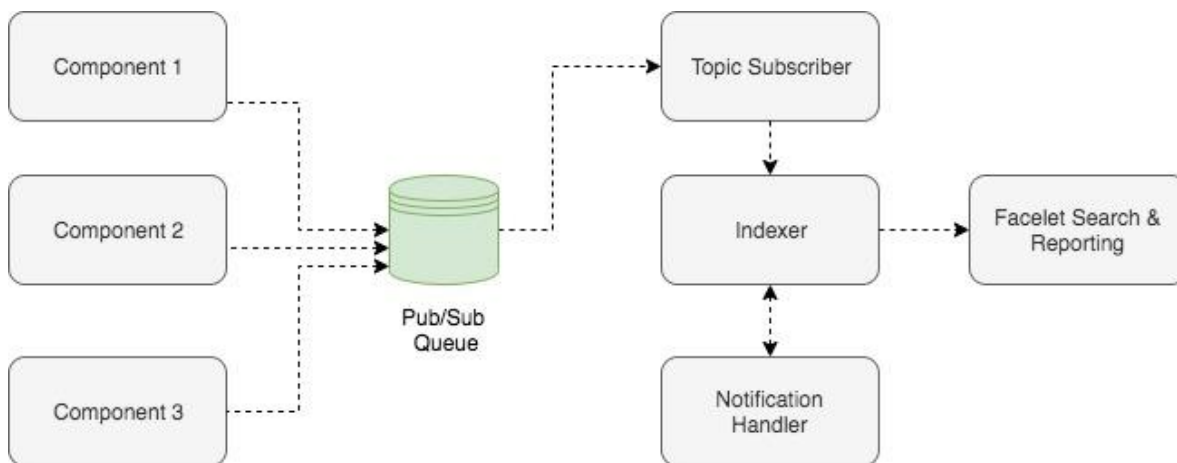 Component 1
Topic Subscriber
Component 2
Pub/Sub
Queue
Indexer
Facelet Search &
Reporting
Component 3
Notification
Handler